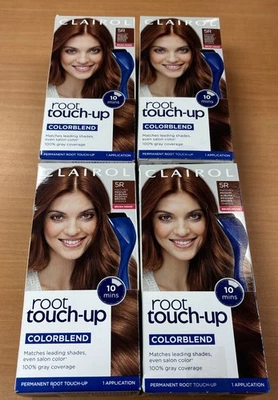 CLAIROL
5R
10
mins
root
touch-up
COLORBLEND
Matches leading shades,
even salon color*
100% gray coverage
PERMANENT ROOT TOUCH-UP
1 APPLICATION
CLAIROL
5R
10
mins
root
touch-up
COLORBLEND
Matches leading shades,
even salon color*
100% gray coverage
PERMANENT ROOT TOUCH-UP
1 APPLICATION
CLAIROL
5R
10
mins
root
touch-up
COLORBLEND
Matches leading shades,
even salon color*
100% gray coverage
PERMANENT ROOT TOUCH-UP
1 APPLICATION
CLAIROL
5R
10
mins
root
touch-up
COLORBLEND
Matches leading shades,
even salon color*
100% gray coverage
PERMANENT ROOT TOUCH-UP
1 APPLICATION